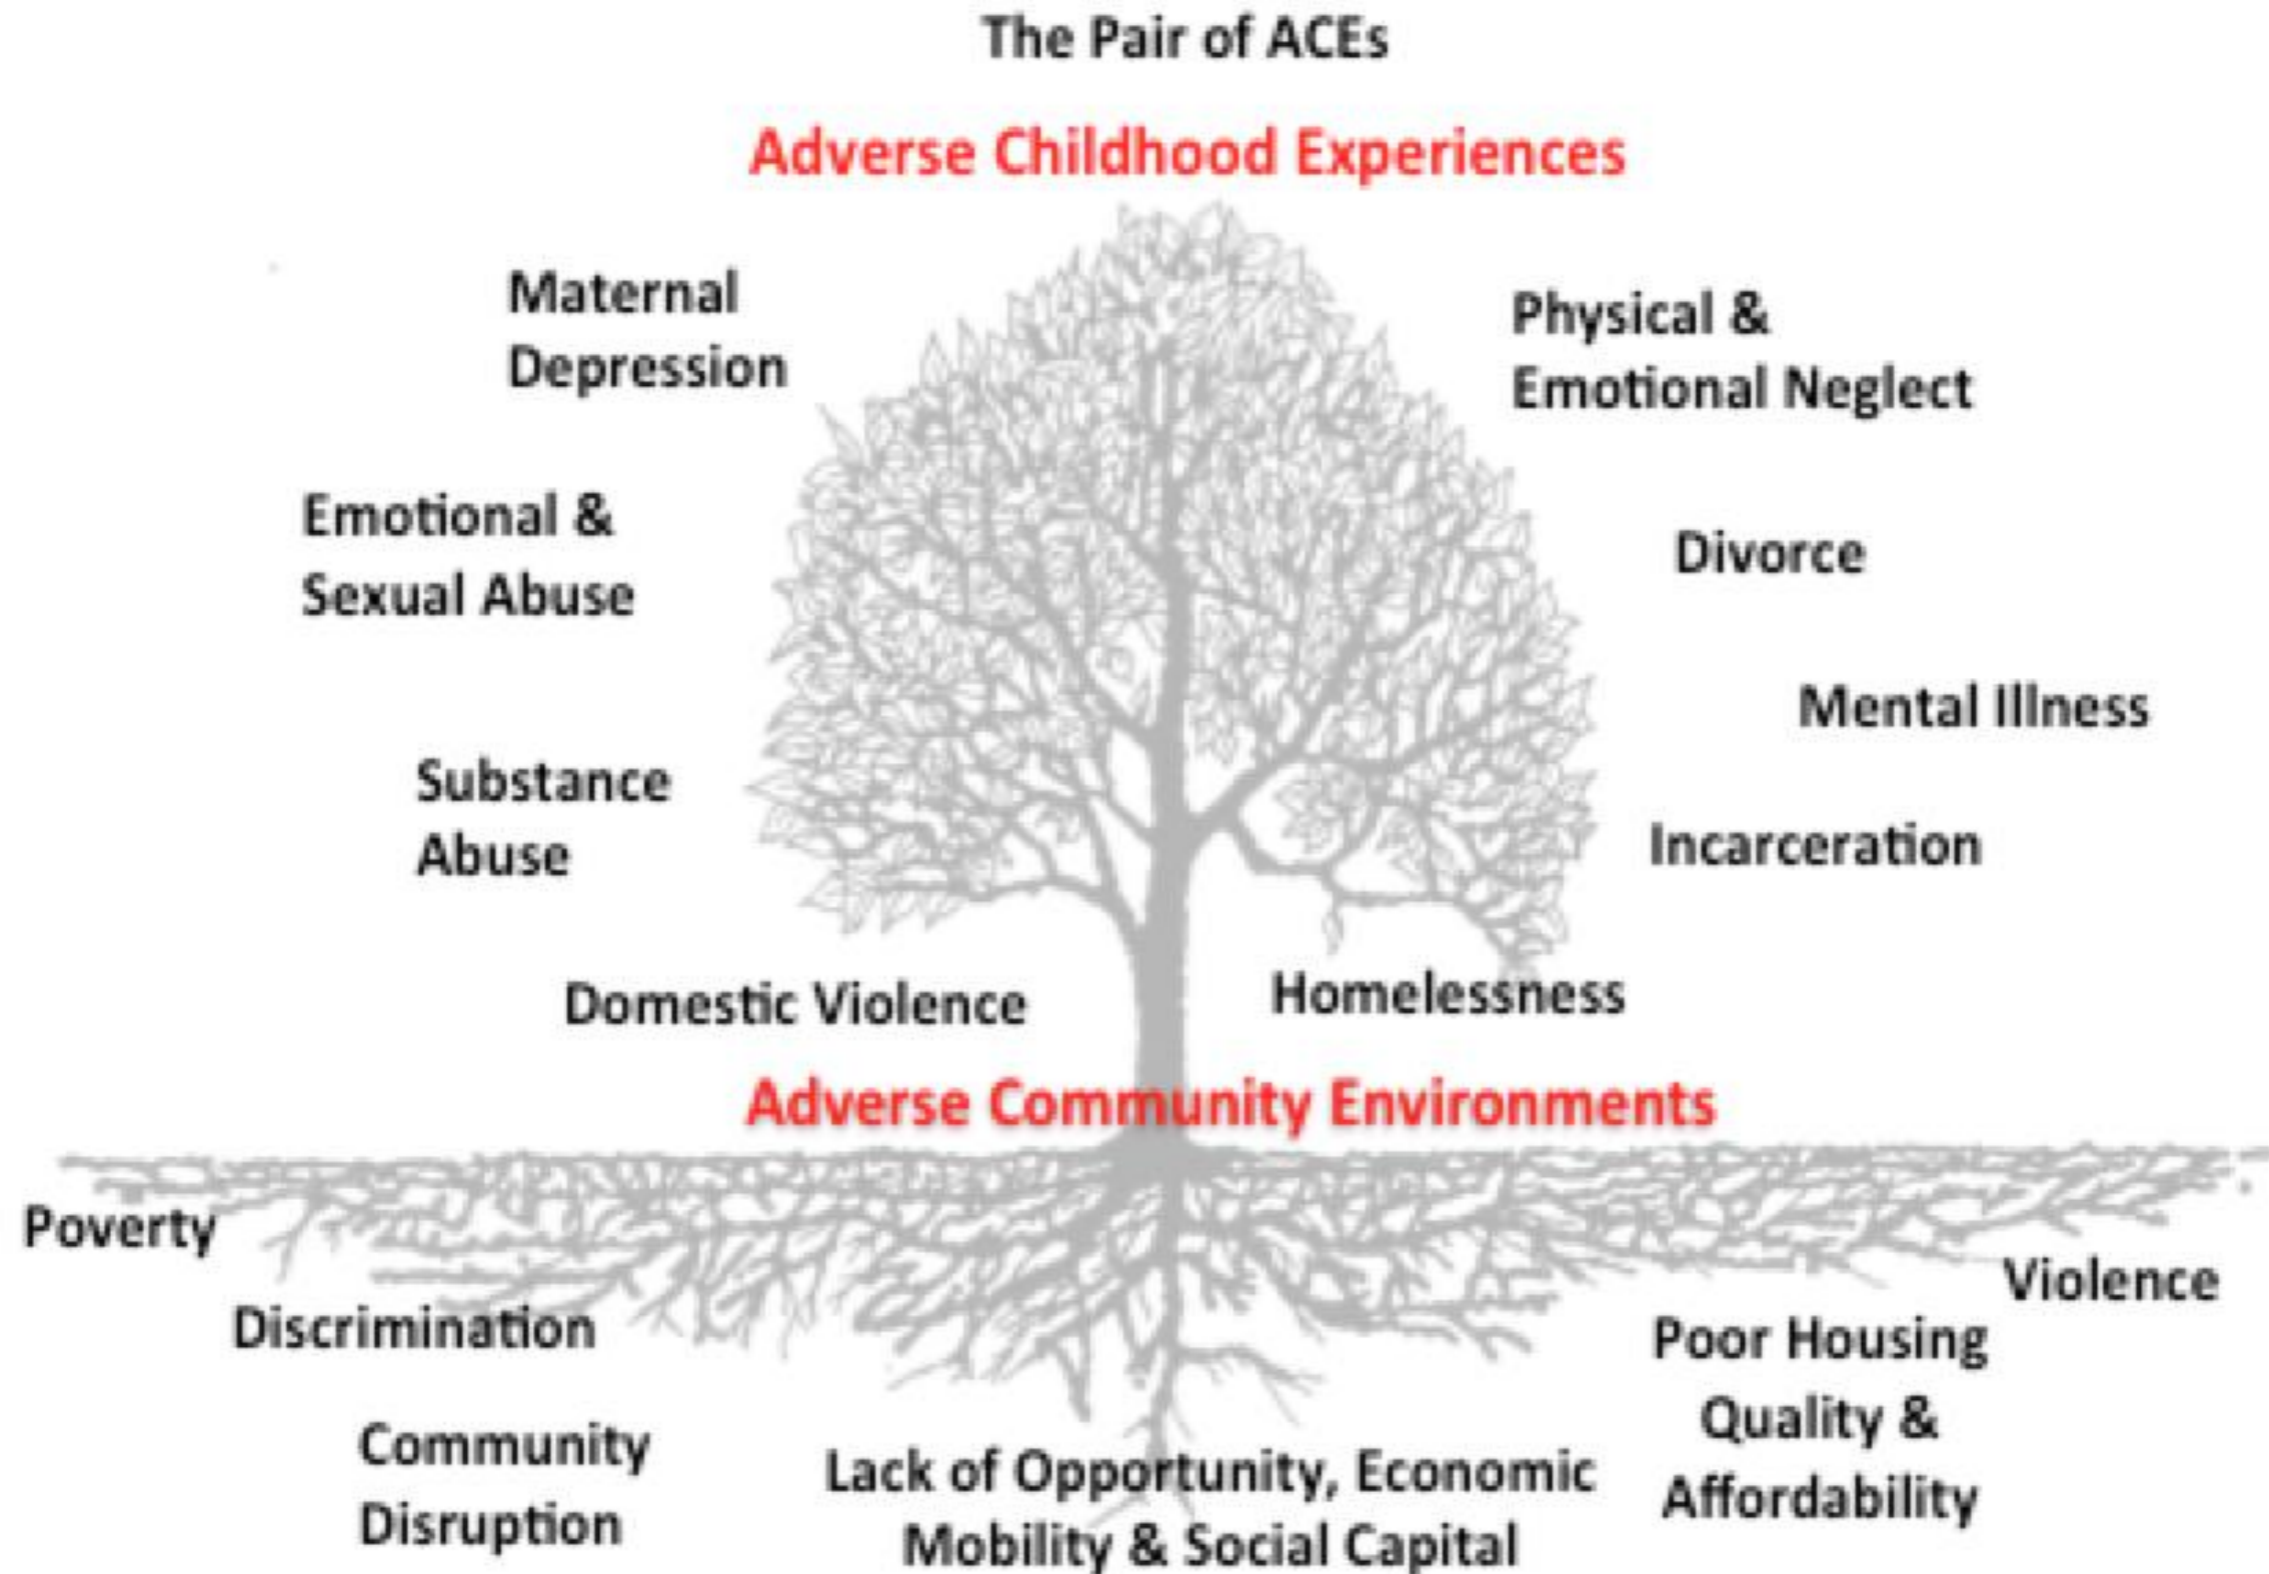 The Pair of ACEs
Adverse Childhood Experiences
Maternal
Depression
Physical &
Emotional Neglect
Emotional &
Sexual Abuse
Divorce
Mental Illness
Substance
Abuse
Incarceration
Domestic Violence
Homelessness
Adverse Community Environments
Poverty
Violence
Discrimination
Poor Housing
Quality &
Affordability
Community
Disruption
Lack of Opportunity, Economic
Mobility & Social Capital